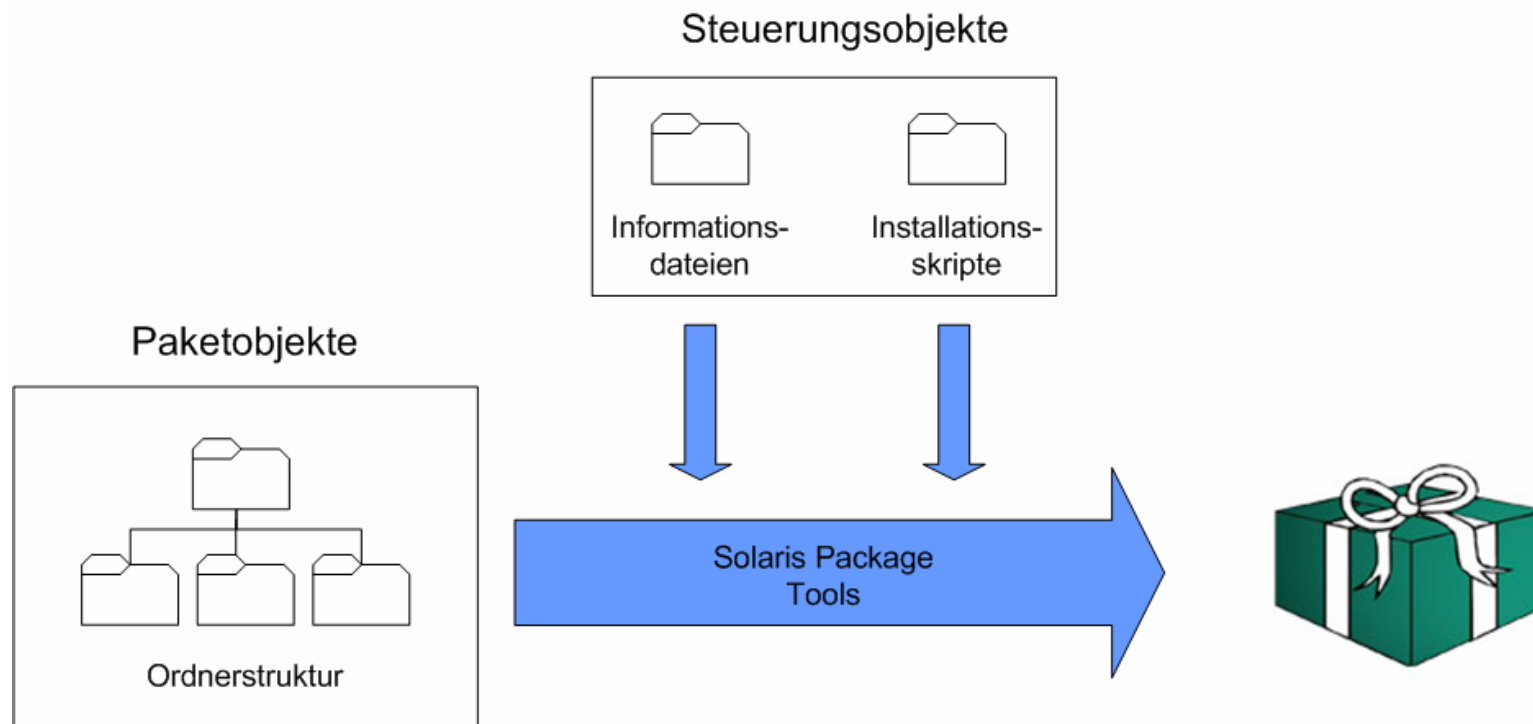 Steuerungsobjekte
Informations-
dateien
Installations-
skripte
Paketobjekte
Ordnerstruktur
Solaris Package
Tools